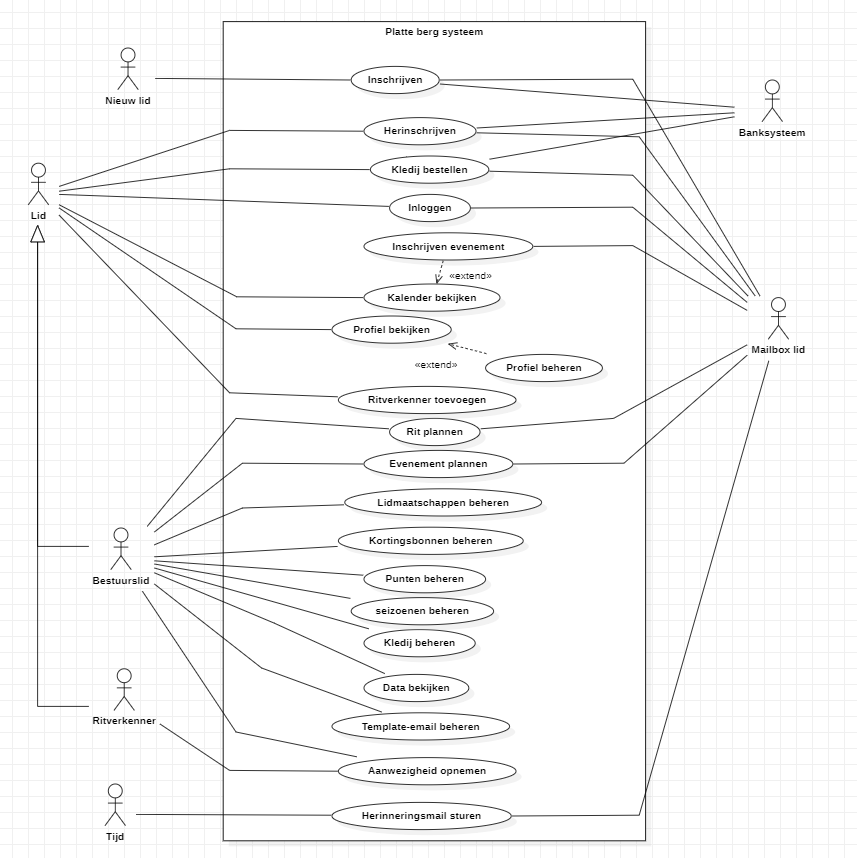 Platte berg systeem
Nieuw lid
Inschrijven
Banksysteem
Herinschrijven
Kledij bestellen
Lid
Inloggen
Inschrijven evenement
«extend»
Kalender bekijken
Profiel bekijken
Mailbox lid
«extend»
Profiel beheren
Ritverkenner toevoegen
Rit plannen
Evenement plannen
Lidmaatschappen beheren
Kortingsbonnen beheren
Bestuurslid
Punten beheren
seizoenen beheren
Kledij beheren
Data bekijken
Ritverkenner
Template-email beheren
Aanwezigheid opnemen
Herinneringsmail sturen
Tijd